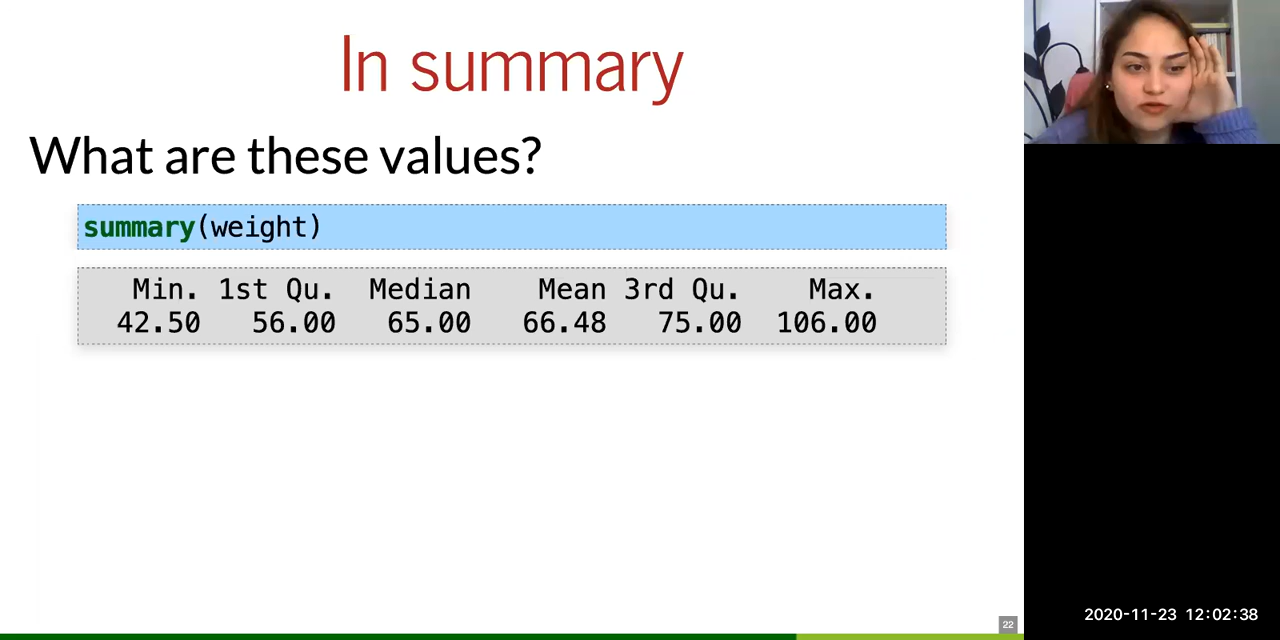 In summary
What are these values?
summary(weight)
Min. 1st Qu. Median Mean 3rd Qu. Max.
42.50 56.00 65.00 66.48 75.00 106.00
22
2020-11-23 12:02:38